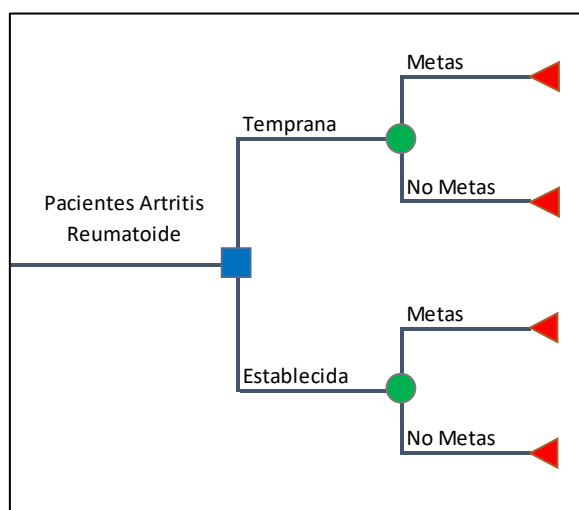 Metas
Temprana
No Metas
Pacientes Artritis
Reumatoide
Metas
Establecida
No Metas